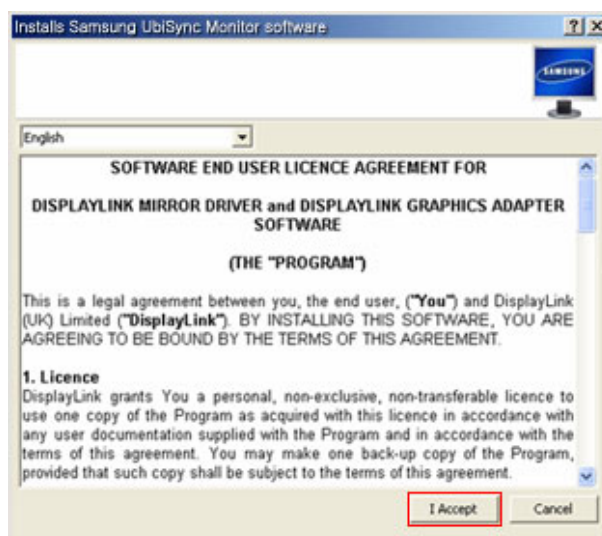 Installs Samsung UbiSync Monitor software
SAMSUNG
English
SOFTWARE END USER LICENCE AGREEMENT FOR
DISPLAYLINK MIRROR DRIVER and DISPLAYLINK GRAPHICS ADAPTER
SOFTWARE
(THE "PROGRAM")
This is a legal agreement between you, the end user, ("You") and DisplayLink
(UK) Limited ("DisplayLink"). BY INSTALLING THIS SOFTWARE, YOU ARE
AGREEING TO BE BOUND BY THE TERMS OF THIS AGREEMENT.
1. Licence
DisplayLink grants You a personal, non-exclusive, non-transferable licence to
use one copy of the Program as acquired with this licence in accordance with
any user documentation supplied with the Program and in accordance with the
terms of this agreement. You may make one back-up copy of the Program,
provided that such copy shall be subject to the terms of this agreement.
I Accept
Cancel